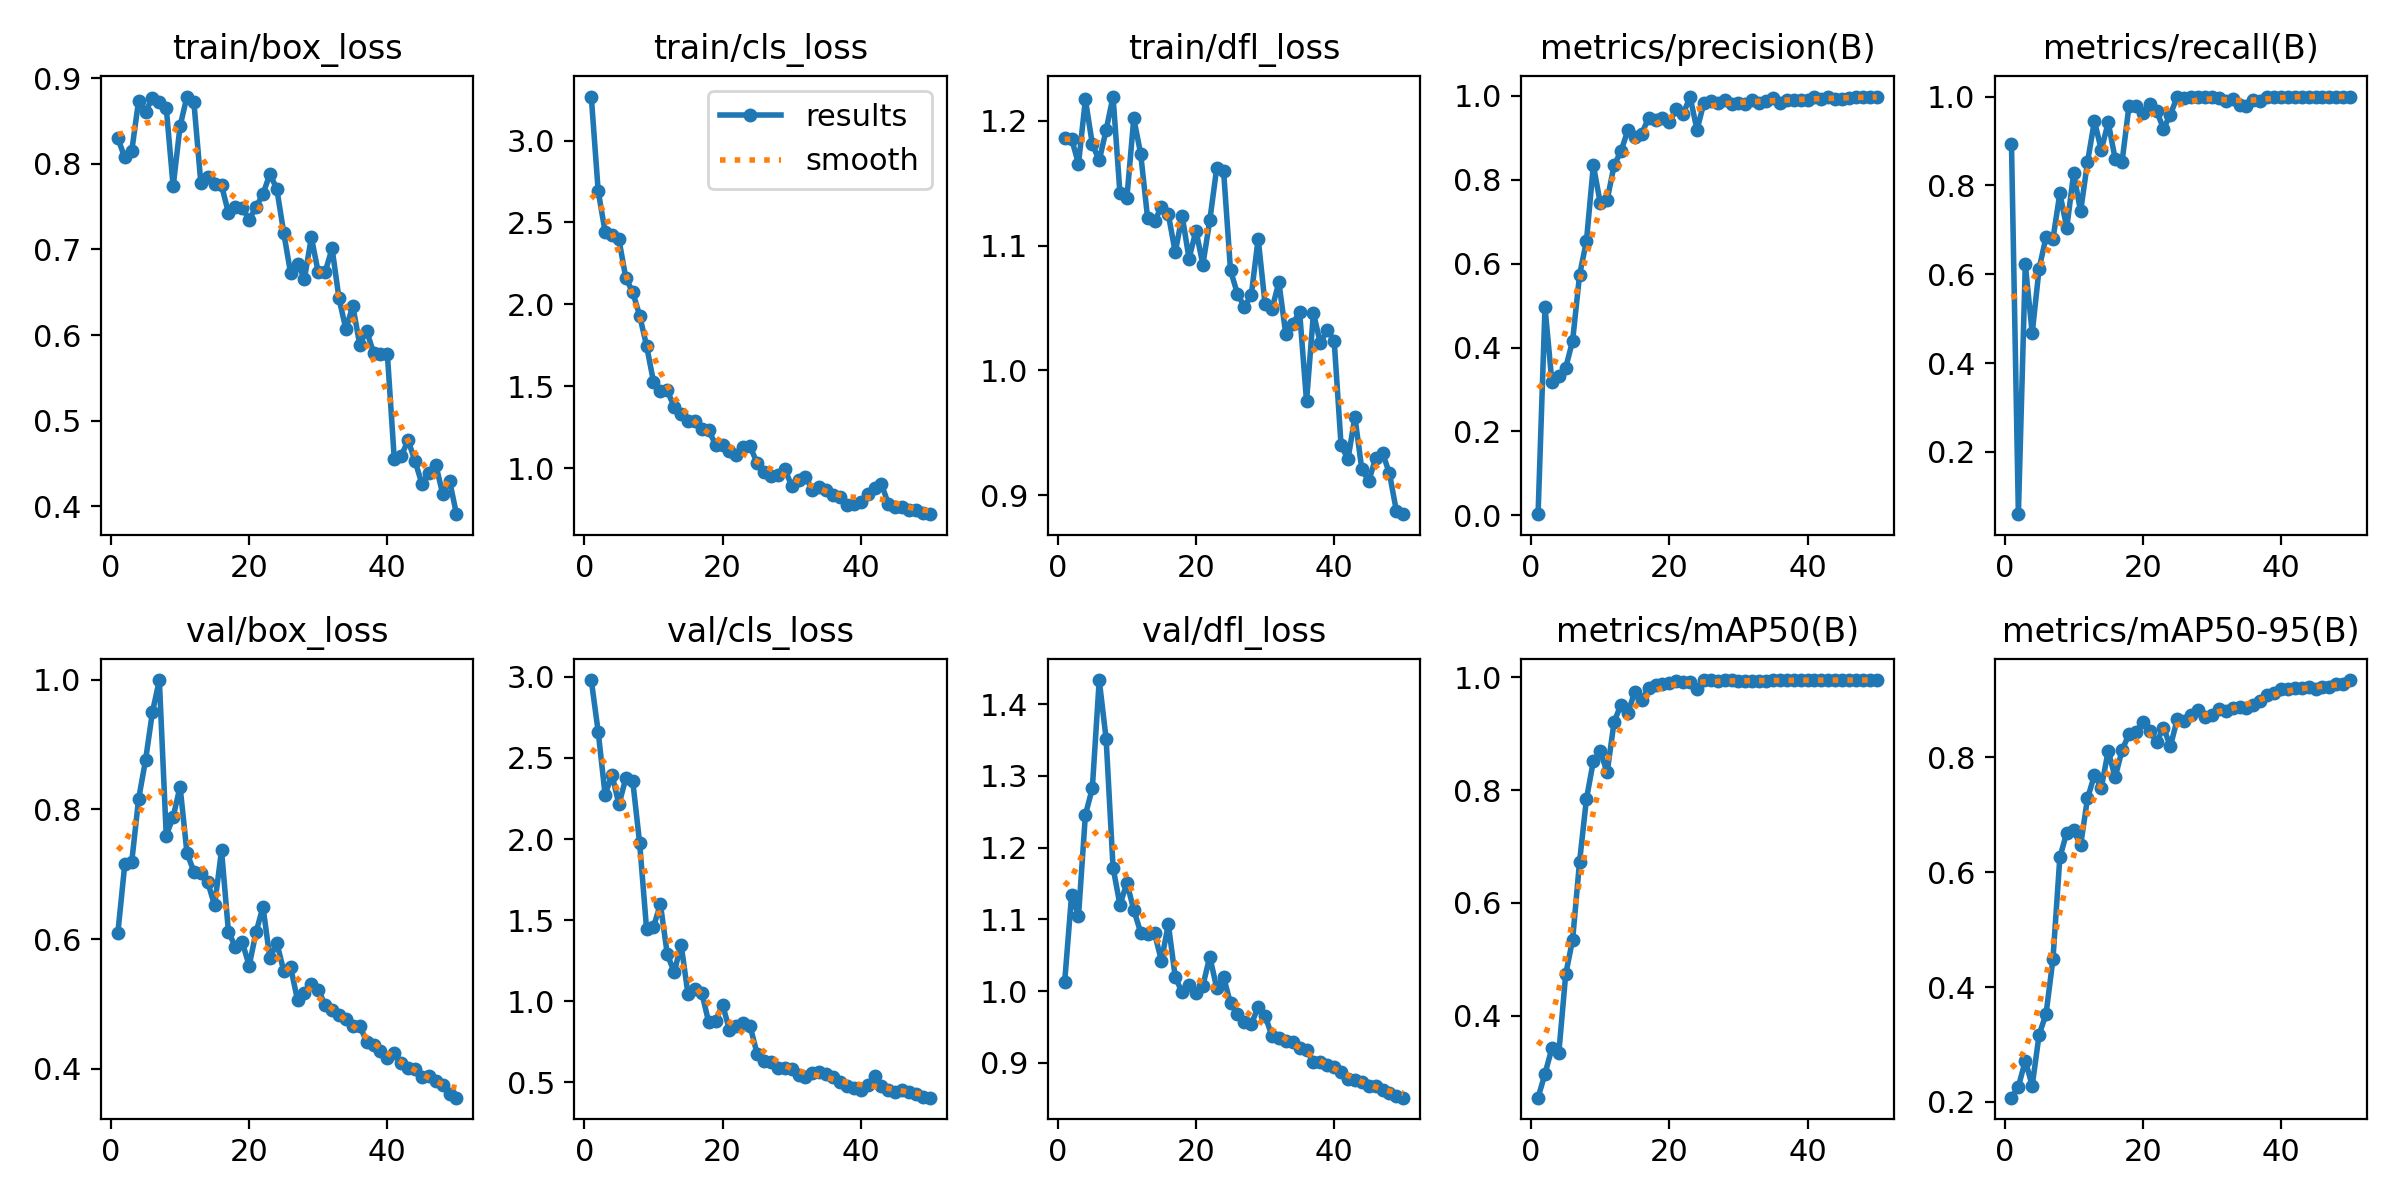 train/box_loss
train/cls_loss
train/dfl_loss
metrics/precision(B)
metrics/recall(B)
0.9
0.8
0.7
0.6
0.5
0.4
0 20 40
results
smooth
3.0
2.5
2.0
1.5
1.0
0 20 40
1.2
1.1
1.0
0.9
0 20 40
1.0
0.8
0.6
0.4
0.2
0.0
0 20 40
1.0
0.8
0.6
0.4
0.2
0 20 40
val/box_loss
val/cls_loss
val/dfl_loss
metrics/mAP50(B)
metrics/mAP50-95(B)
1.0
0.8
0.6
0.4
0 20 40
3.0
2.5
2.0
1.5
1.0
0.5
0 20 40
1.4
1.3
1.2
1.1
1.0
0.9
0 20 40
1.0
0.8
0.6
0.4
0 20 40
0.8
0.6
0.4
0.2
0 20 40